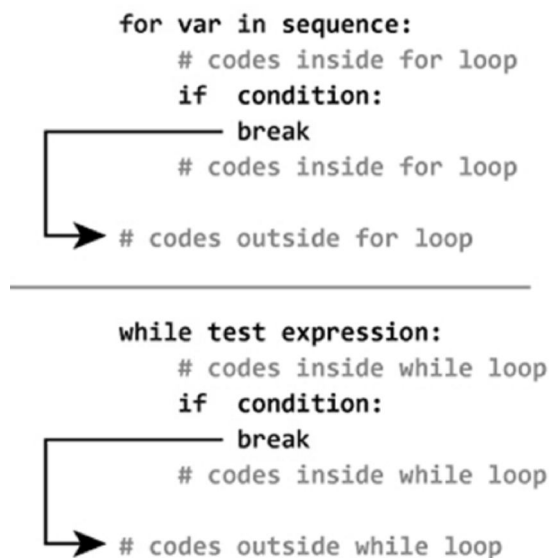 for var in sequence:
# codes inside for loop
if condition:
break
# codes inside for loop
# codes outside for loop
while test expression:
# codes inside while loop
if condition:
break
# codes inside while loop
# codes outside while loop